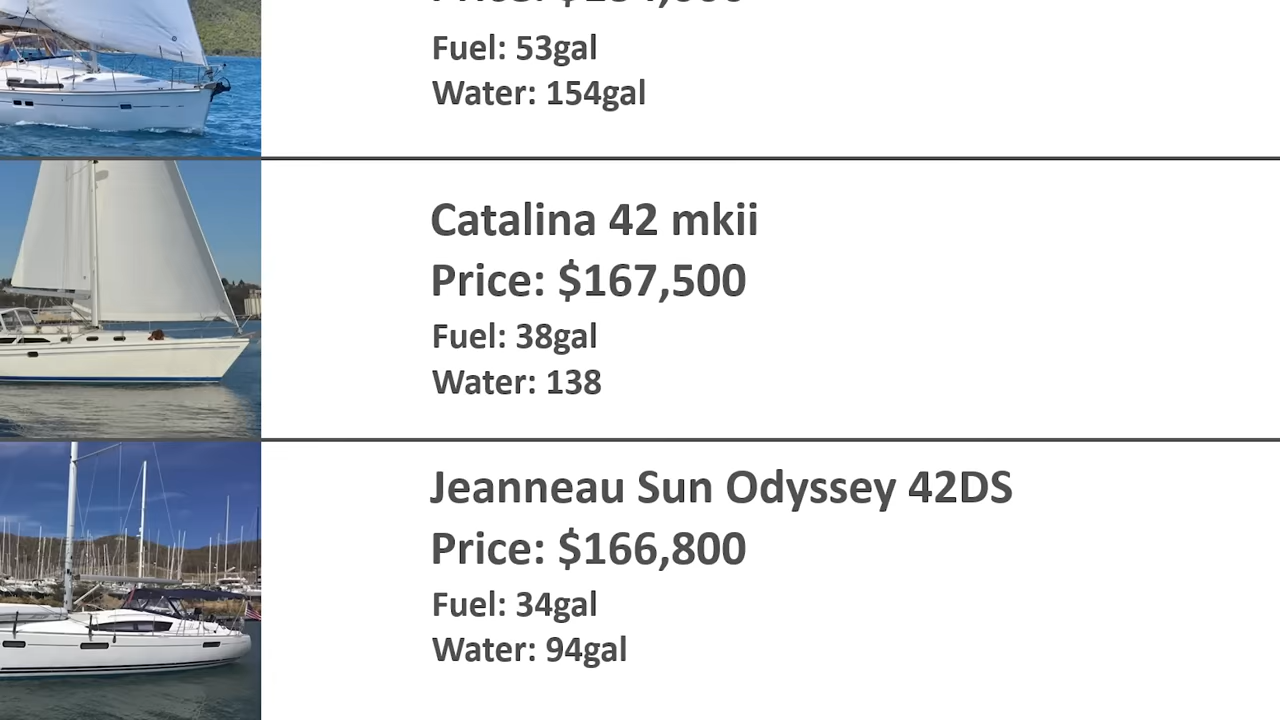 Fuel: 53gal
Water: 154gal
Catalina 42 mkii
Price: $167,500
Fuel: 38gal
Water: 138
Jeanneau Sun Odyssey 42DS
Price: $166,800
Fuel: 34gal
Water: 94gal